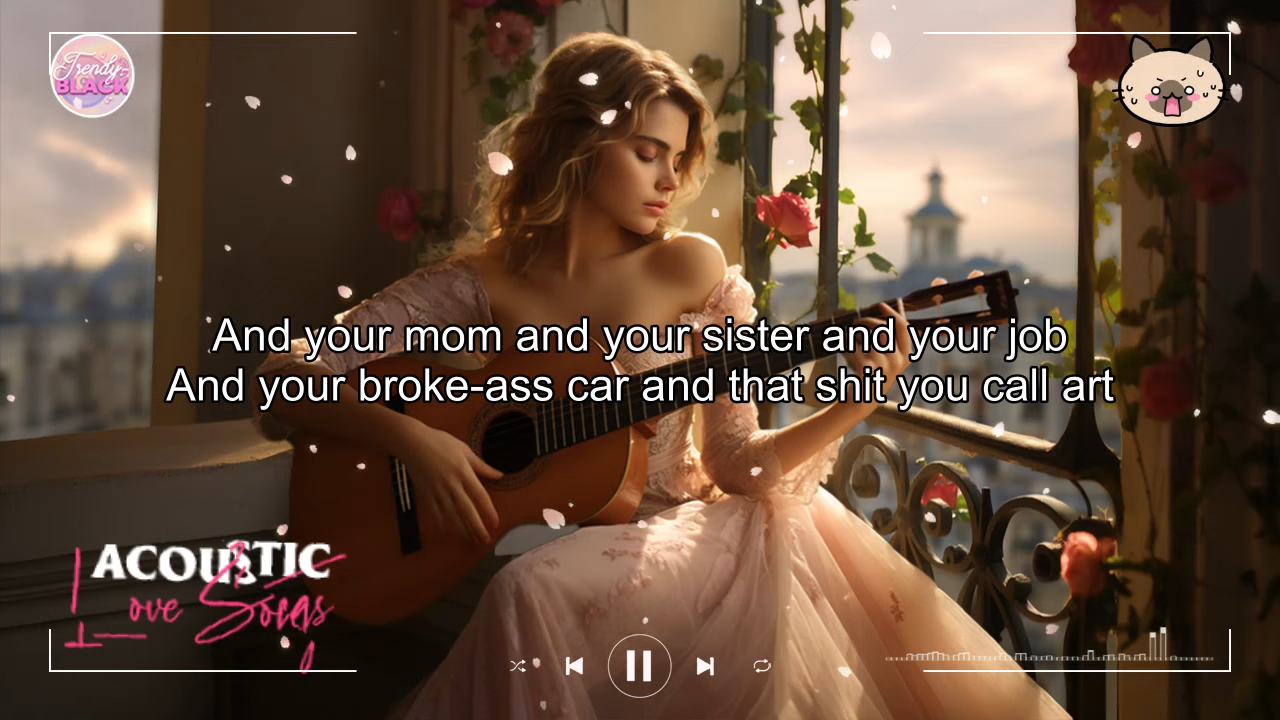 Trendy
BLACK
And your mom and your sister and your job
And your broke-ass car and that shit you call art
ACOUSTIC
Love Songs